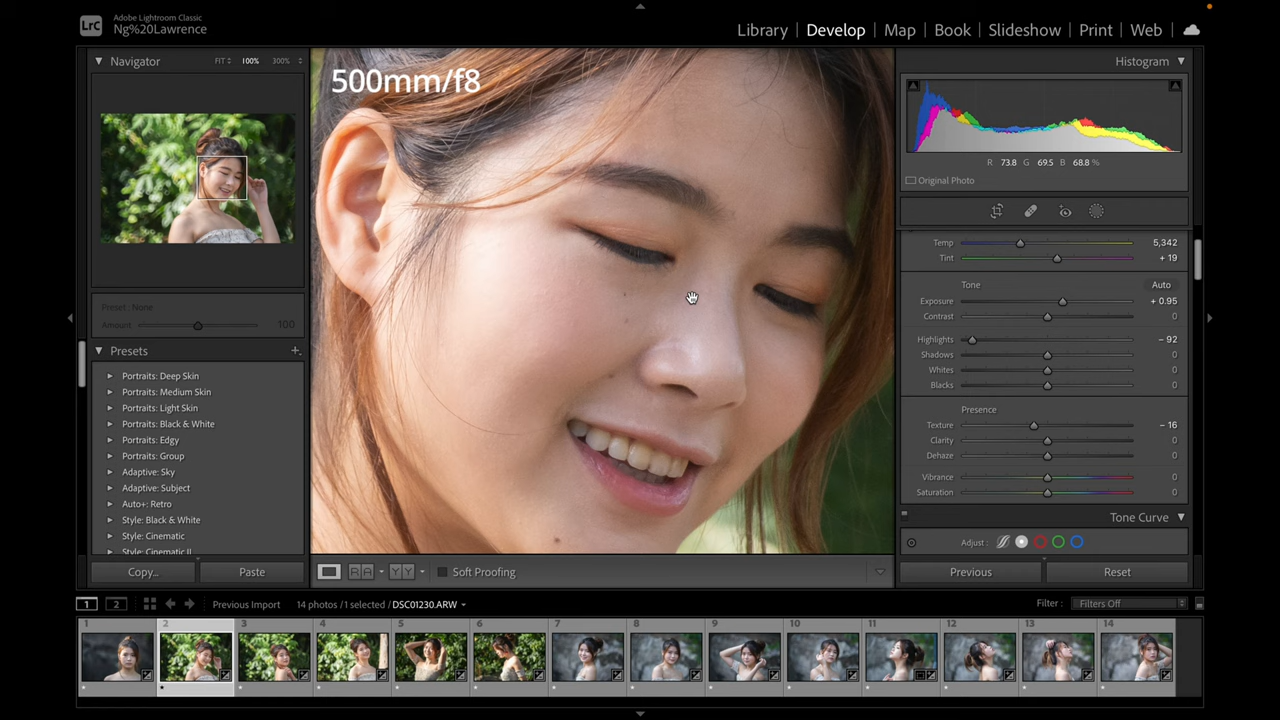 LrC
Adobe Lightroom Classic
Ng%20Lawrence
Library | Develop | Map | Book | Slideshow | Print | Web
Navigator
FIT
100%
300%
Preset : None
Amount
100
Presets
Portraits: Deep Skin
Portraits: Medium Skin
Portraits: Light Skin
Portraits: Black & White
Portraits: Edgy
Portraits: Group
Adaptive: Sky
Adaptive: Subject
Auto+: Retro
Style: Black & White
Style: Cinematic
Style: Cinematic II
Copy...
Paste
500mm/f8
Soft Proofing
Histogram
R 73.8 G 69.5 B 68.8 %
Original Photo
Temp 5,342
Tint + 19
Tone Auto
Exposure + 0.95
Contrast 0
Highlights – 92
Shadows 0
Whites 0
Blacks 0
Presence
Texture – 16
Clarity 0
Dehaze 0
Vibrance 0
Saturation 0
Tone Curve
Adjust :
Previous
Reset
1 2 Previous Import 14 photos / 1 selected / DSC01230.ARW
Filter : Filters Off
1 2 3 4 5 6 7 8 9 10 11 12 13 14